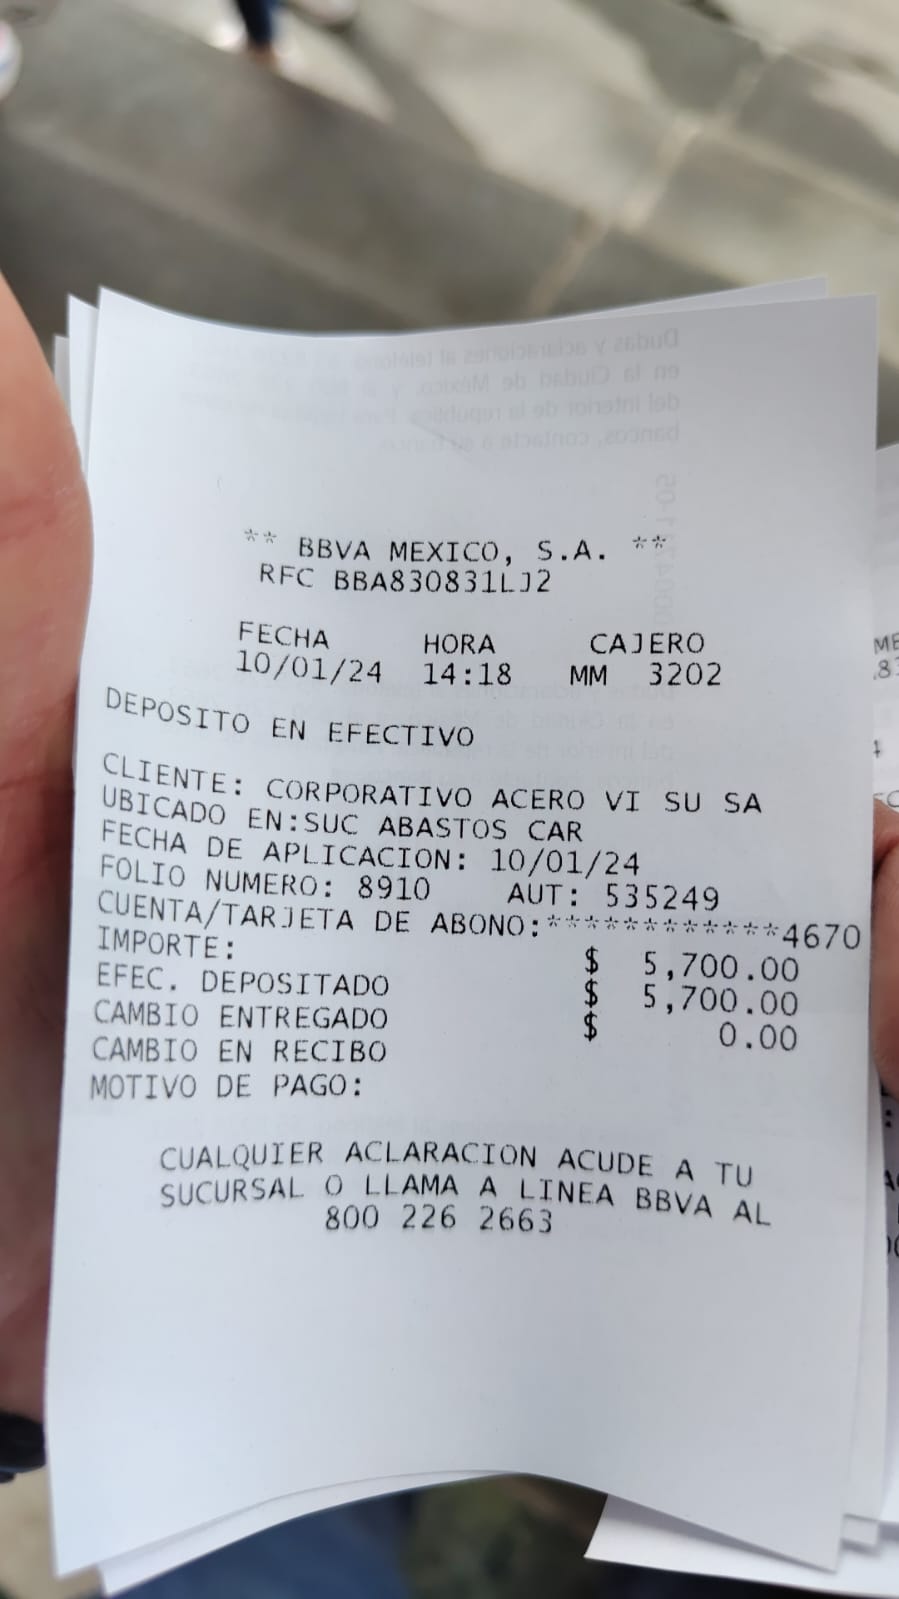 ** BBVA MEXICO, S.A. **
RFC BBA830831LJ2
FECHA HORA CAJERO
10/01/24 14:18 MM 3202
DEPOSITO EN EFECTIVO
CLIENTE: CORPORATIVO ACERO VI SU SA
UBICADO EN:SUC ABASTOS CAR
FECHA DE APLICACION: 10/01/24
FOLIO NUMERO: 8910 AUT: 535249
CUENTA/TARJETA DE ABONO:************4670
IMPORTE: $ 5,700.00
EFEC. DEPOSITADO $ 5,700.00
CAMBIO ENTREGADO $ 0.00
CAMBIO EN RECIBO
MOTIVO DE PAGO:
CUALQUIER ACLARACION ACUDE A TU
SUCURSAL O LLAMA A LINEA BBVA AL
800 226 2663